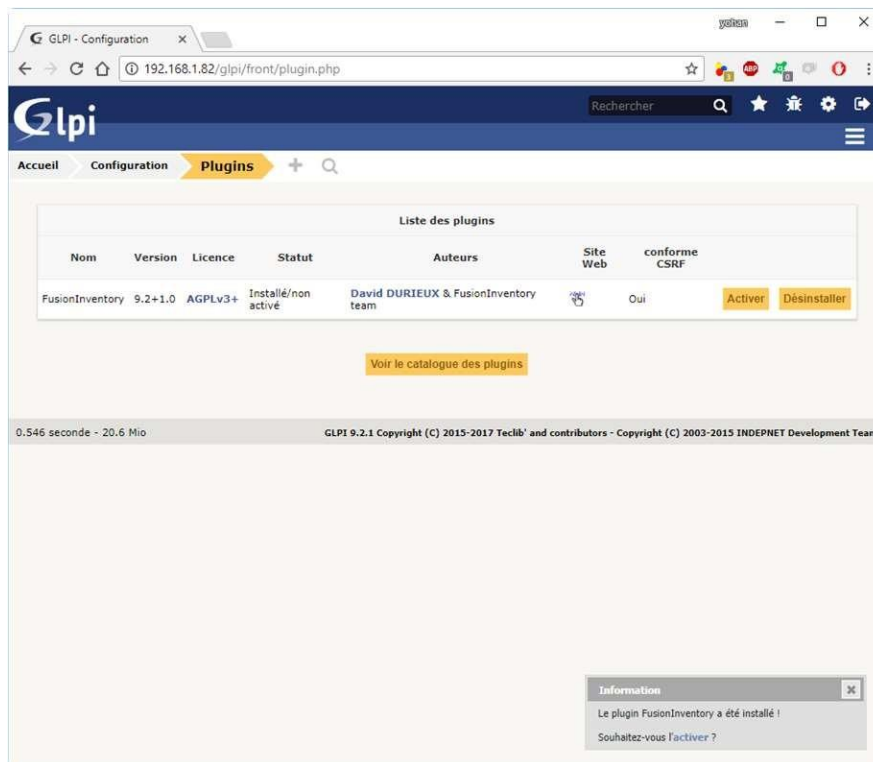 yohan
GLPI - Configuration
192.168.1.82/glpi/front/plugin.php
3
ABP
0
Glpi
Rechercher
Accueil Configuration Plugins
Liste des plugins
Nom Version Licence Statut Auteurs Site Web conforme CSRF
FusionInventory 9.2+1.0 AGPLv3+ Installé/non activé David DURIEUX & FusionInventory team Oui Activer Désinstaller
Voir le catalogue des plugins
0.546 seconde - 20.6 Mio GLPI 9.2.1 Copyright (C) 2015-2017 Teclib' and contributors - Copyright (C) 2003-2015 INDEPNET Development Team
Information
Le plugin FusionInventory a été installé !
Souhaitez-vous l'activer ?